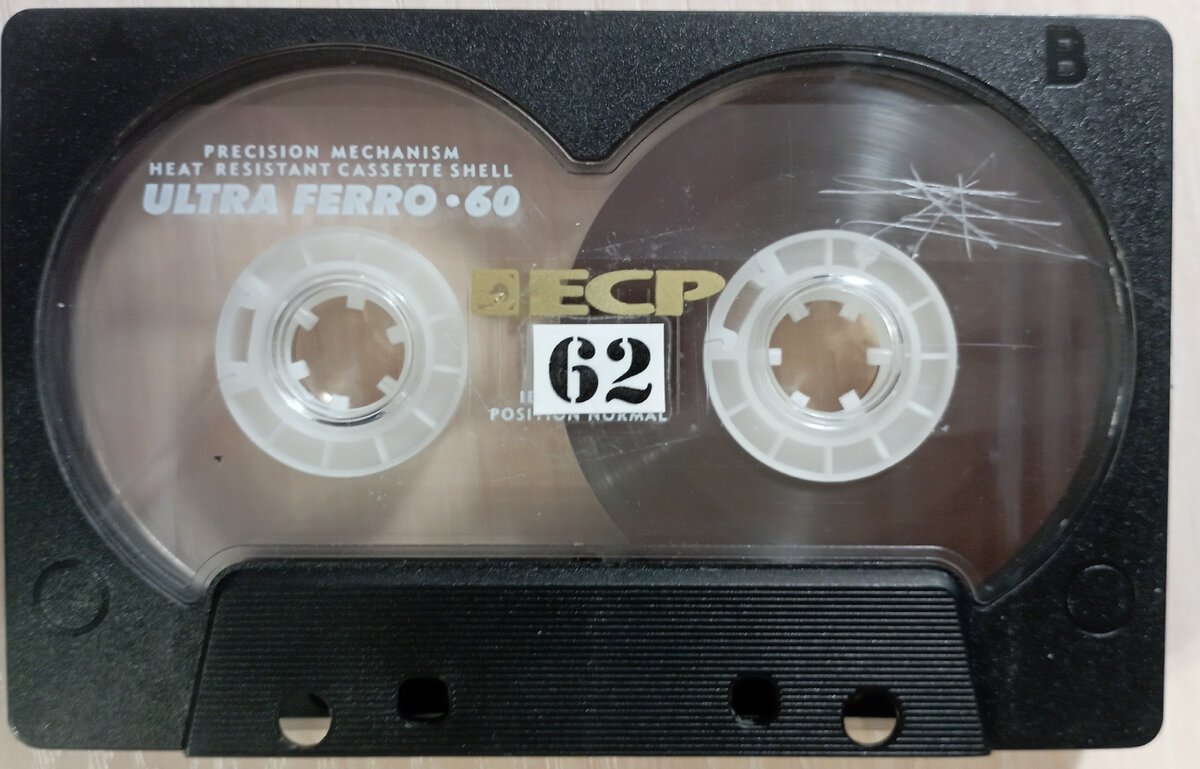 B
PRECISION MECHANISM
HEAT RESISTANT CASSETTE SHELL
ULTRA FERRO • 60
ECP
62
POSITION NORMAL